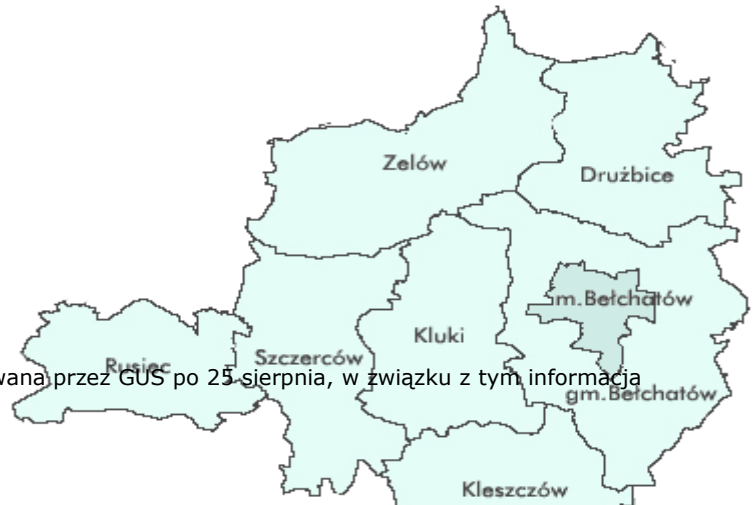 Zelów
Drużbice
m.Bełchatów
Kluki
Szczerców
Rusiec
wana przez GUS po 25 sierpnia, w związku z tym informacja
gm.Bełchatów
Kleszczów